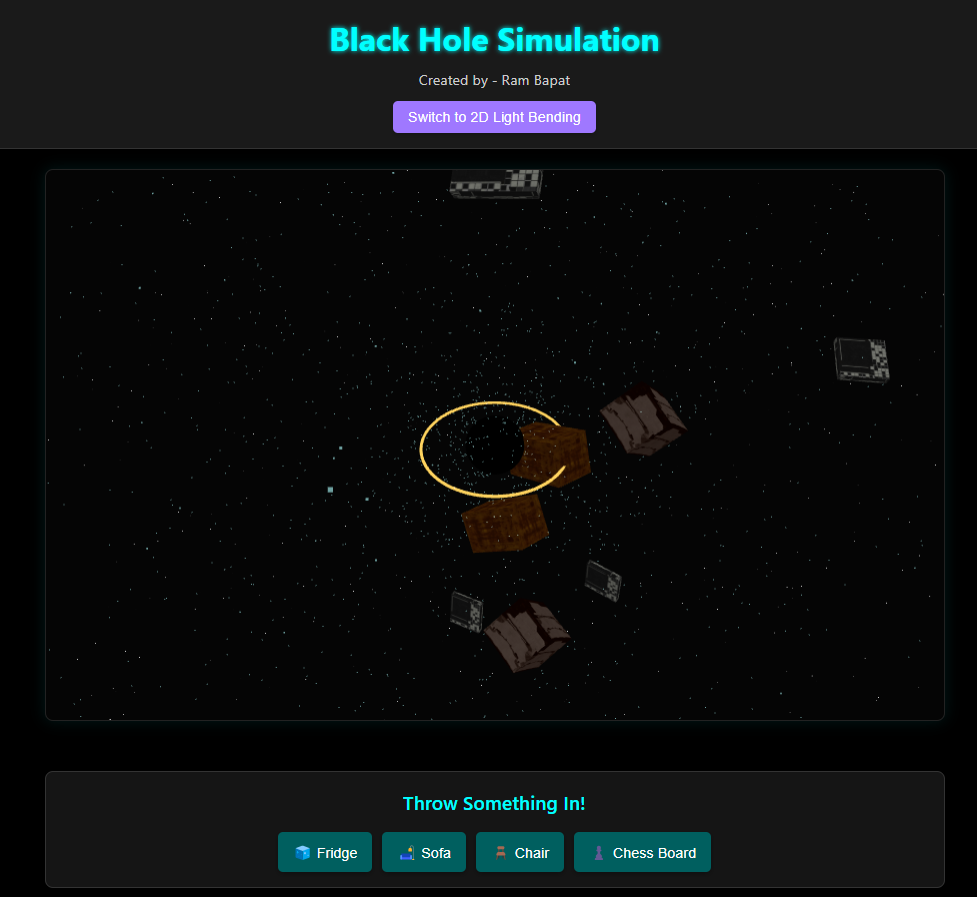 Black Hole Simulation
Created by - Ram Bapat
Switch to 2D Light Bending
Throw Something In!
Fridge
Sofa
Chair
Chess Board